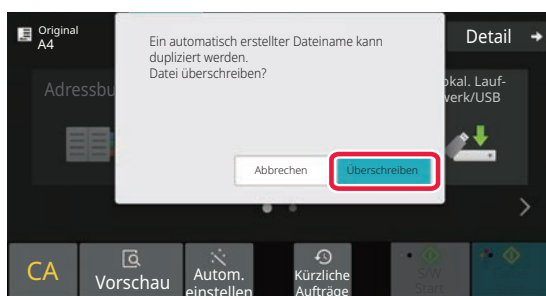 Original
A4
Ein automatisch erstellter Dateiname kann
dupliziert werden.
Datei überschreiben?
Detail
Adressbu
okal. Lauf-
werk/USB
Abbrechen
Überschreiben
CA
Vorschau
Autom.
einstellen
Kürzliche
Aufträge
S/W
Start